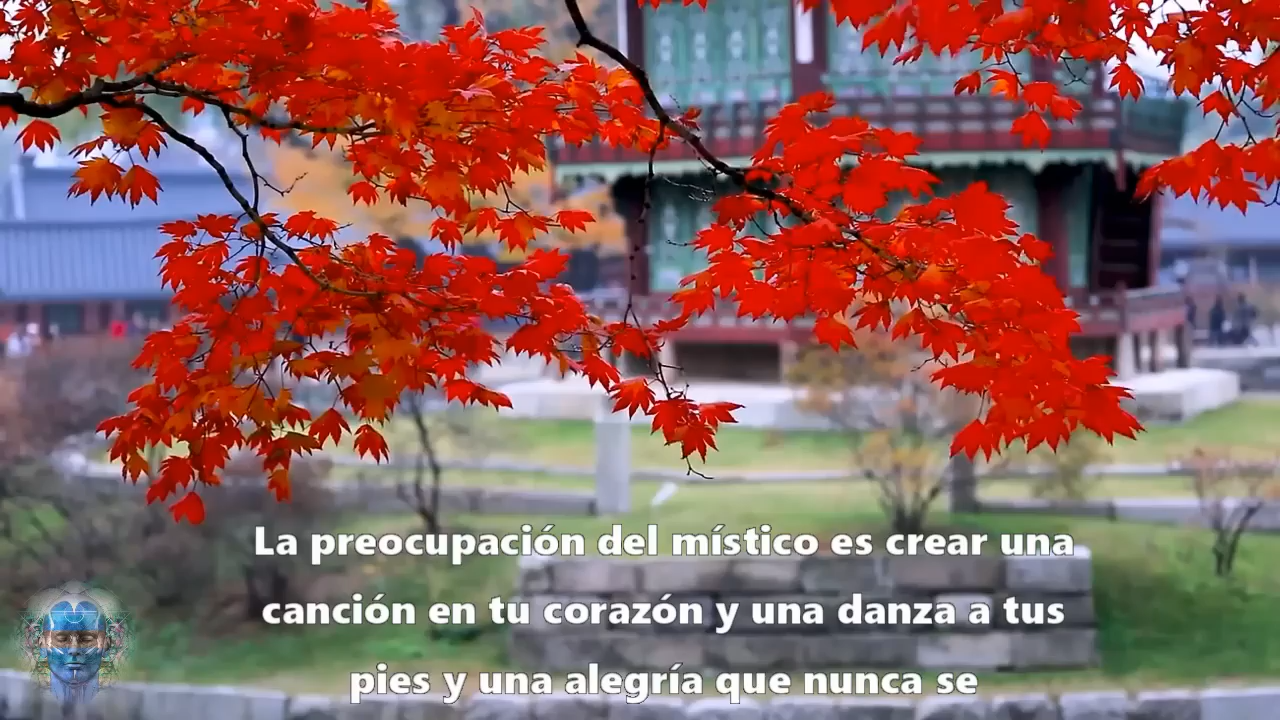 La preocupación del místico es crear una
canción en tu corazón y una danza a tus
pies y una alegría que nunca se